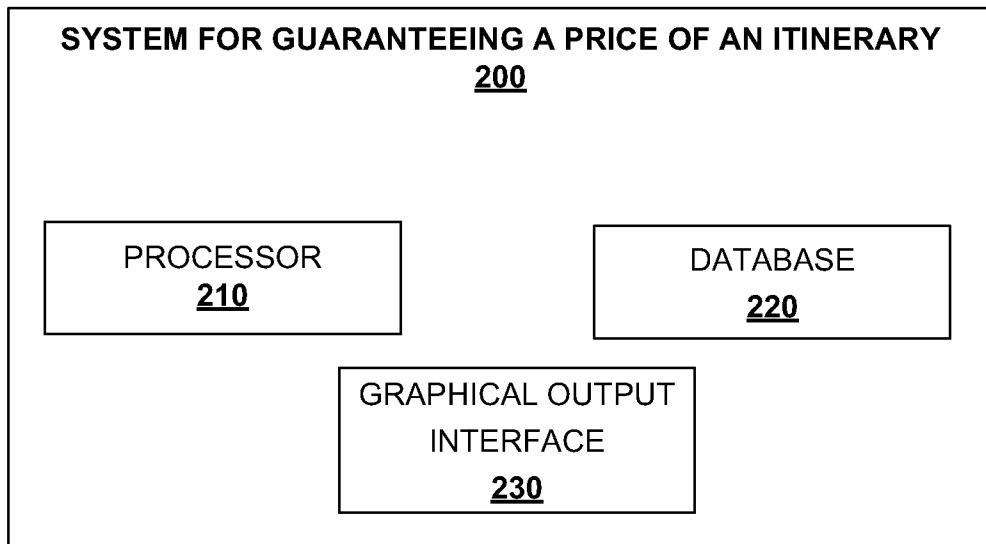 SYSTEM FOR GUARANTEEING A PRICE OF AN ITINERARY
200
PROCESSOR
210
DATABASE
220
GRAPHICAL OUTPUT
INTERFACE
230